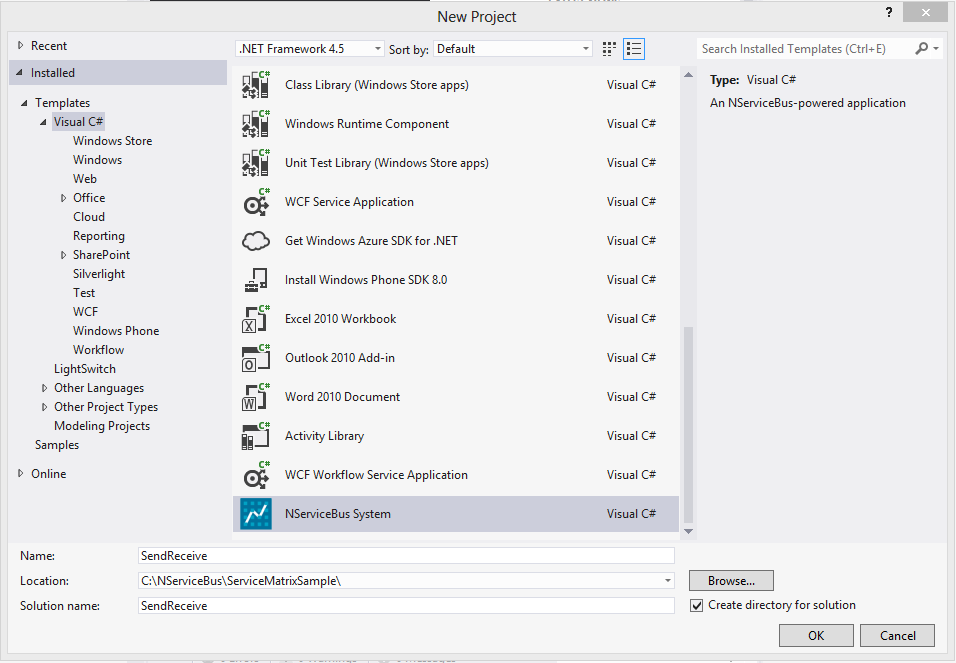 New Project
?
Recent
Installed
Templates
Visual C#
Windows Store
Windows
Web
Office
Cloud
Reporting
SharePoint
Silverlight
Test
WCF
Windows Phone
Workflow
LightSwitch
Other Languages
Other Project Types
Modeling Projects
Samples
Online
.NET Framework 4.5 Sort by: Default
Class Library (Windows Store apps) Visual C#
Windows Runtime Component Visual C#
Unit Test Library (Windows Store apps) Visual C#
WCF Service Application Visual C#
Get Windows Azure SDK for .NET Visual C#
Install Windows Phone SDK 8.0 Visual C#
Excel 2010 Workbook Visual C#
Outlook 2010 Add-in Visual C#
Word 2010 Document Visual C#
Activity Library Visual C#
WCF Workflow Service Application Visual C#
NServiceBus System Visual C#
Search Installed Templates (Ctrl+E)
Type: Visual C#
An NServiceBus-powered application
Name: SendReceive
Location: C:\NServiceBus\ServiceMatrixSample\ Browse...
Solution name: SendReceive
Create directory for solution
OK Cancel